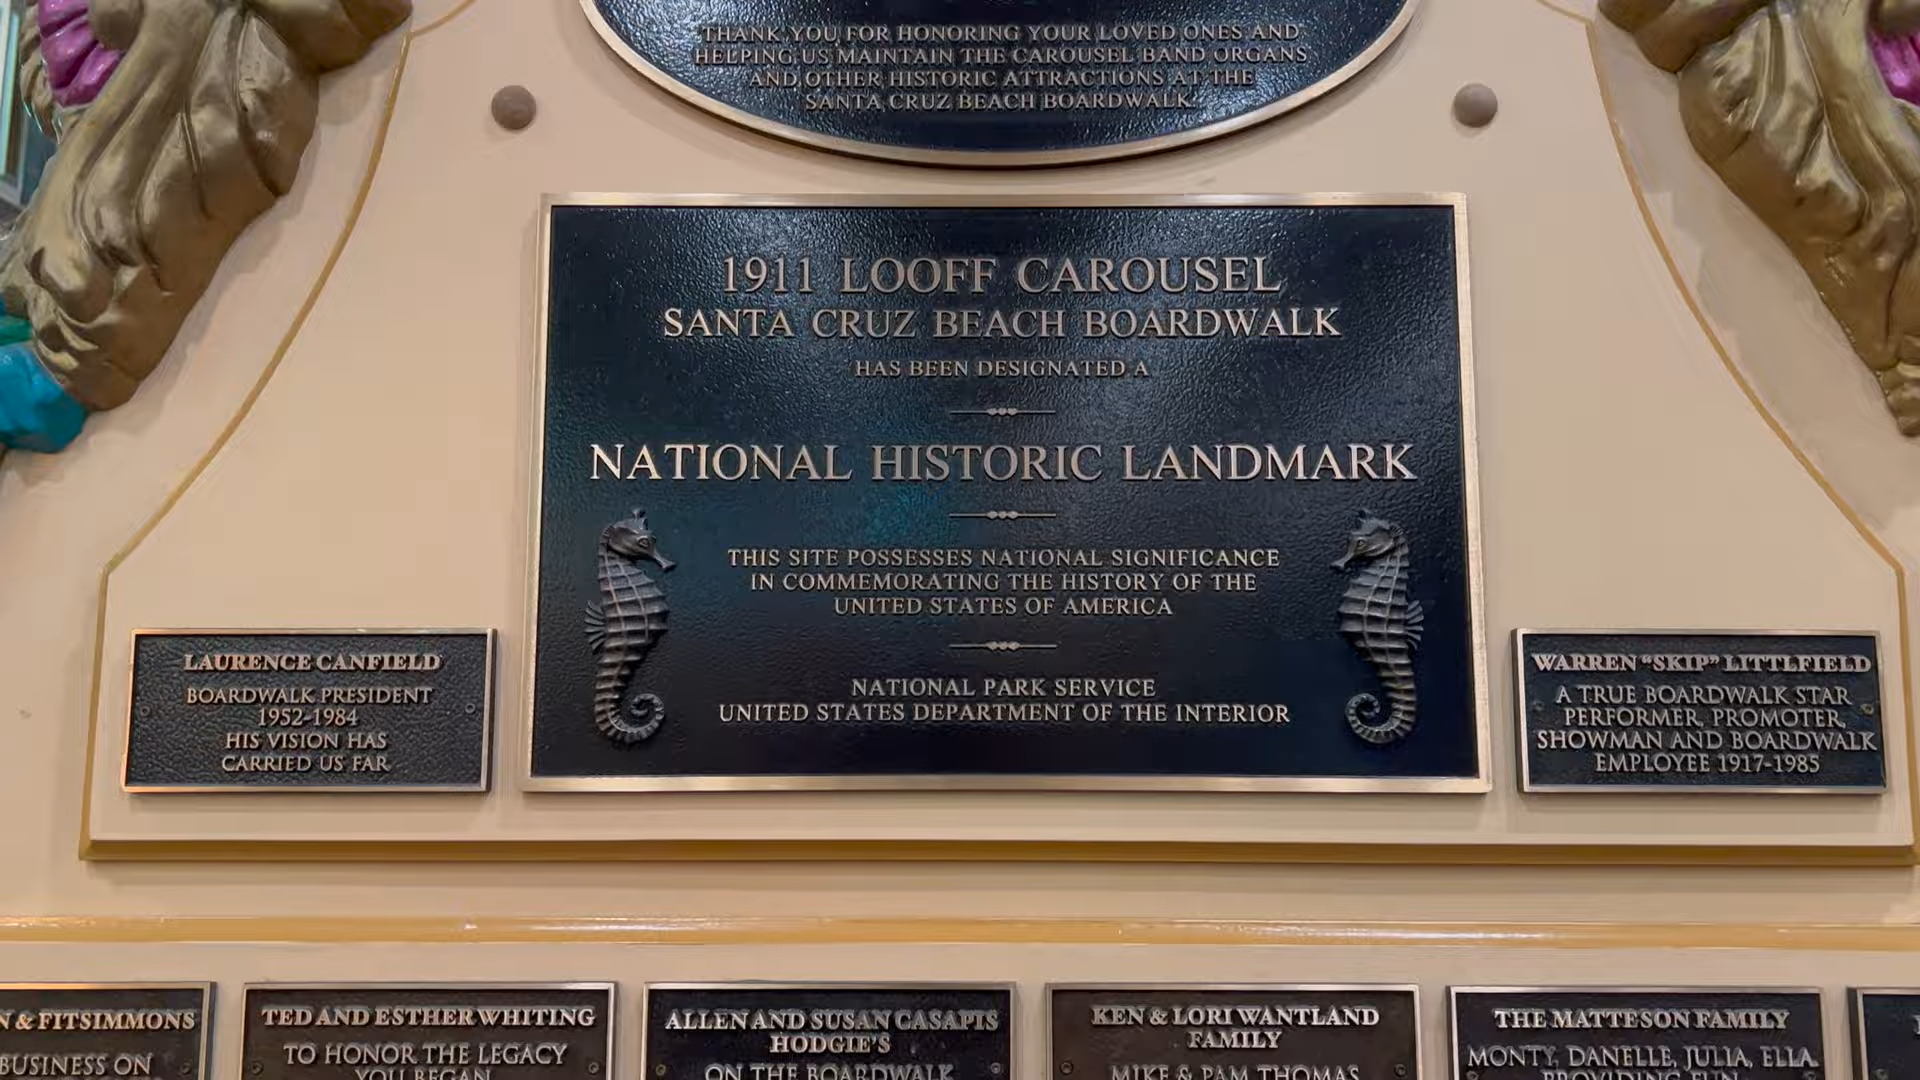 THANK YOU FOR HONORING YOUR LOVED ONES AND
HELPING US MAINTAIN THE CAROUSEL BAND ORGANS
AND OTHER HISTORIC ATTRACTIONS AT THE
SANTA CRUZ BEACH BOARDWALK.
1911 LOOFF CAROUSEL
SANTA CRUZ BEACH BOARDWALK
HAS BEEN DESIGNATED A
NATIONAL HISTORIC LANDMARK
THIS SITE POSSESSES NATIONAL SIGNIFICANCE
IN COMMEMORATING THE HISTORY OF THE
UNITED STATES OF AMERICA
NATIONAL PARK SERVICE
UNITED STATES DEPARTMENT OF THE INTERIOR
LAURENCE CANFIELD
BOARDWALK PRESIDENT
1952-1984
HIS VISION HAS
CARRIED US FAR
WARREN "SKIP" LITTLFIELD
A TRUE BOARDWALK STAR
PERFORMER, PROMOTER,
SHOWMAN AND BOARDWALK
EMPLOYEE 1917-1985
N & FITSIMMONS
BUSINESS ON
TED AND ESTHER WHITING
TO HONOR THE LEGACY
YOU BEGAN
ALLEN AND SUSAN CASAPIS
HODGIE'S
ON THE BOARDWALK
KEN & LORI WANTLAND
FAMILY
MIKE & PAM THOMAS
THE MATTESON FAMILY
MONTY, DANELLE, JULIA, ELLA
PROVIDING FUN